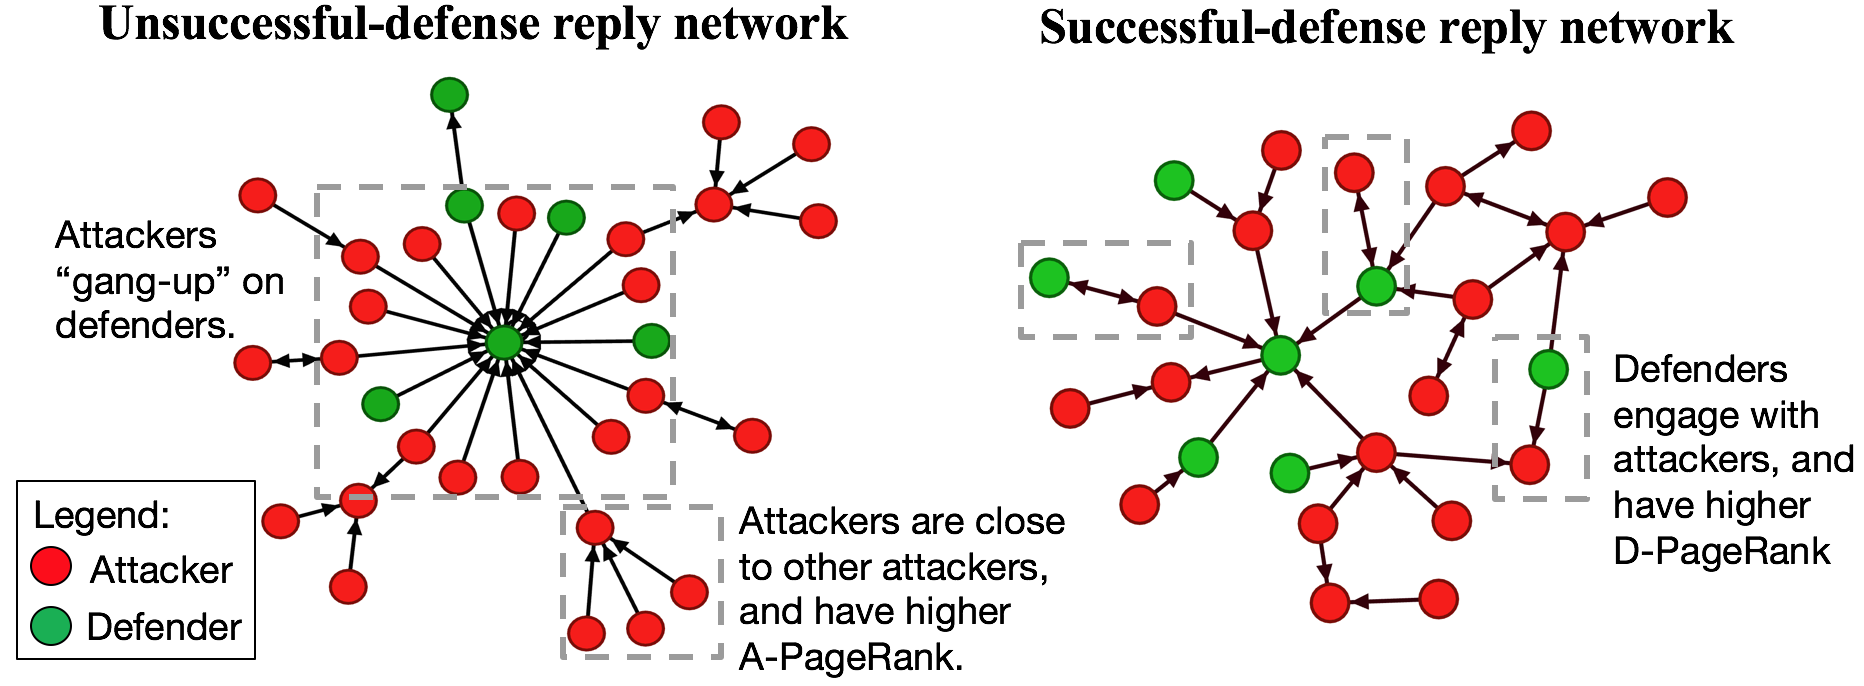 Unsuccessful-defense reply network
Successful-defense reply network
Attackers
“gang-up” on
defenders.
Legend:
Attacker
Defender
Attackers are close
to other attackers,
and have higher
A-PageRank.
Defenders
engage with
attackers, and
have higher
D-PageRank